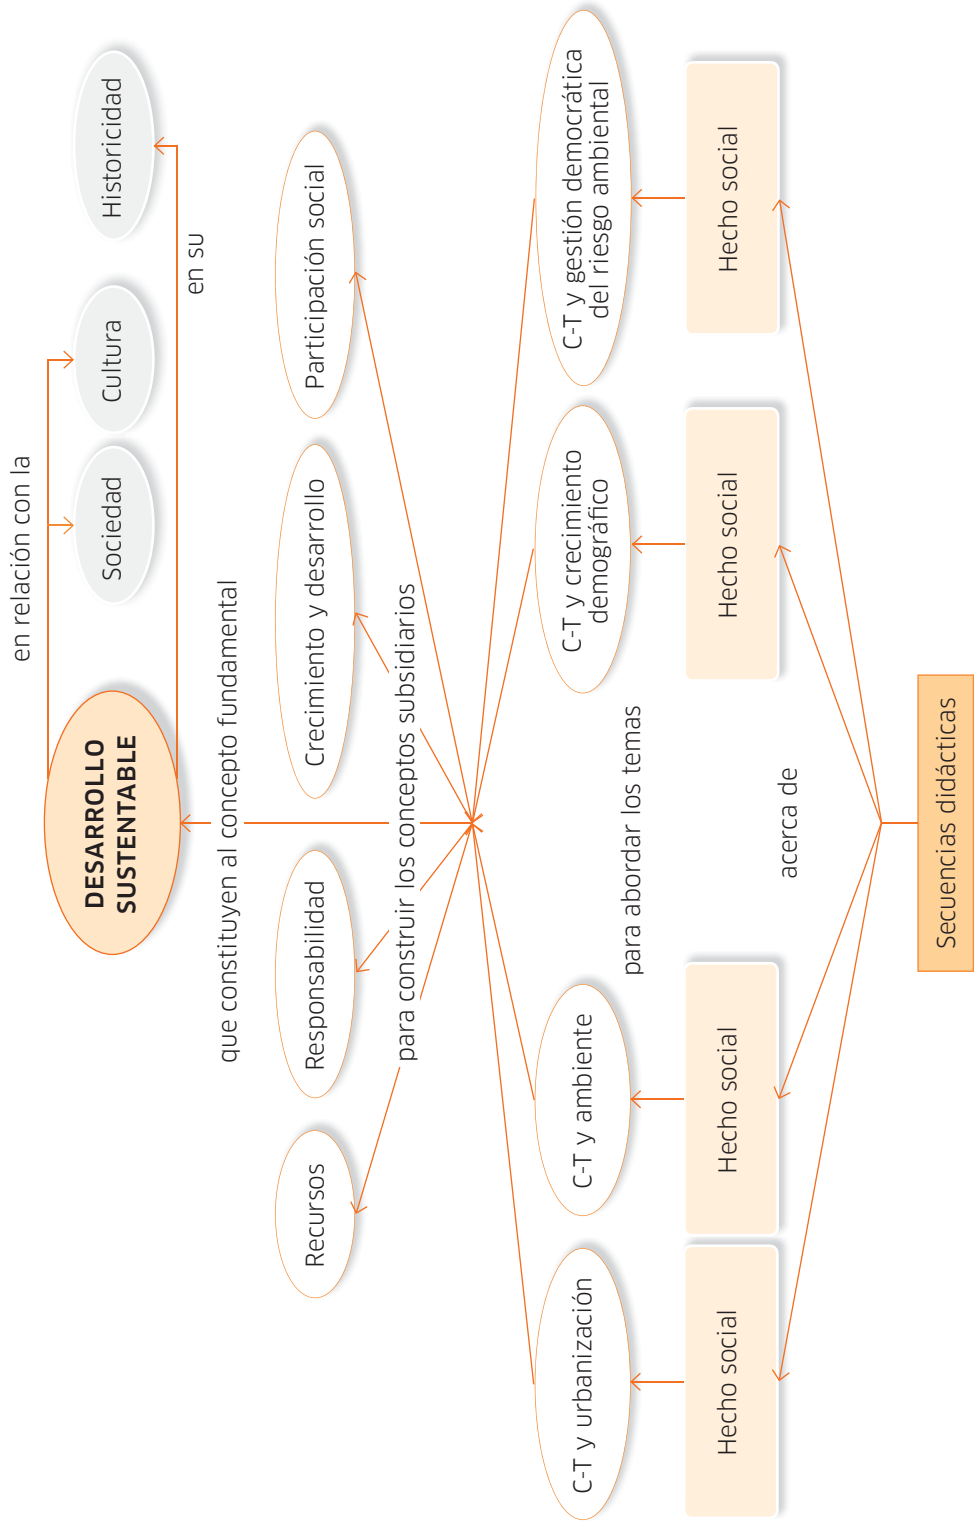 en relación con la
DESARROLLO
SUSTENTABLE
Sociedad
Cultura
Historicidad
en su
que constituyen al concepto fundamental
Recursos
Responsabilidad
Crecimiento y desarrollo
Participación social
para construir los conceptos subsidiarios
C-T y urbanización
C-T y ambiente
C-T y crecimiento
demográfico
C-T y gestión democrática
del riesgo ambiental
para abordar los temas
Hecho social
Hecho social
Hecho social
Hecho social
acerca de
Secuencias didácticas